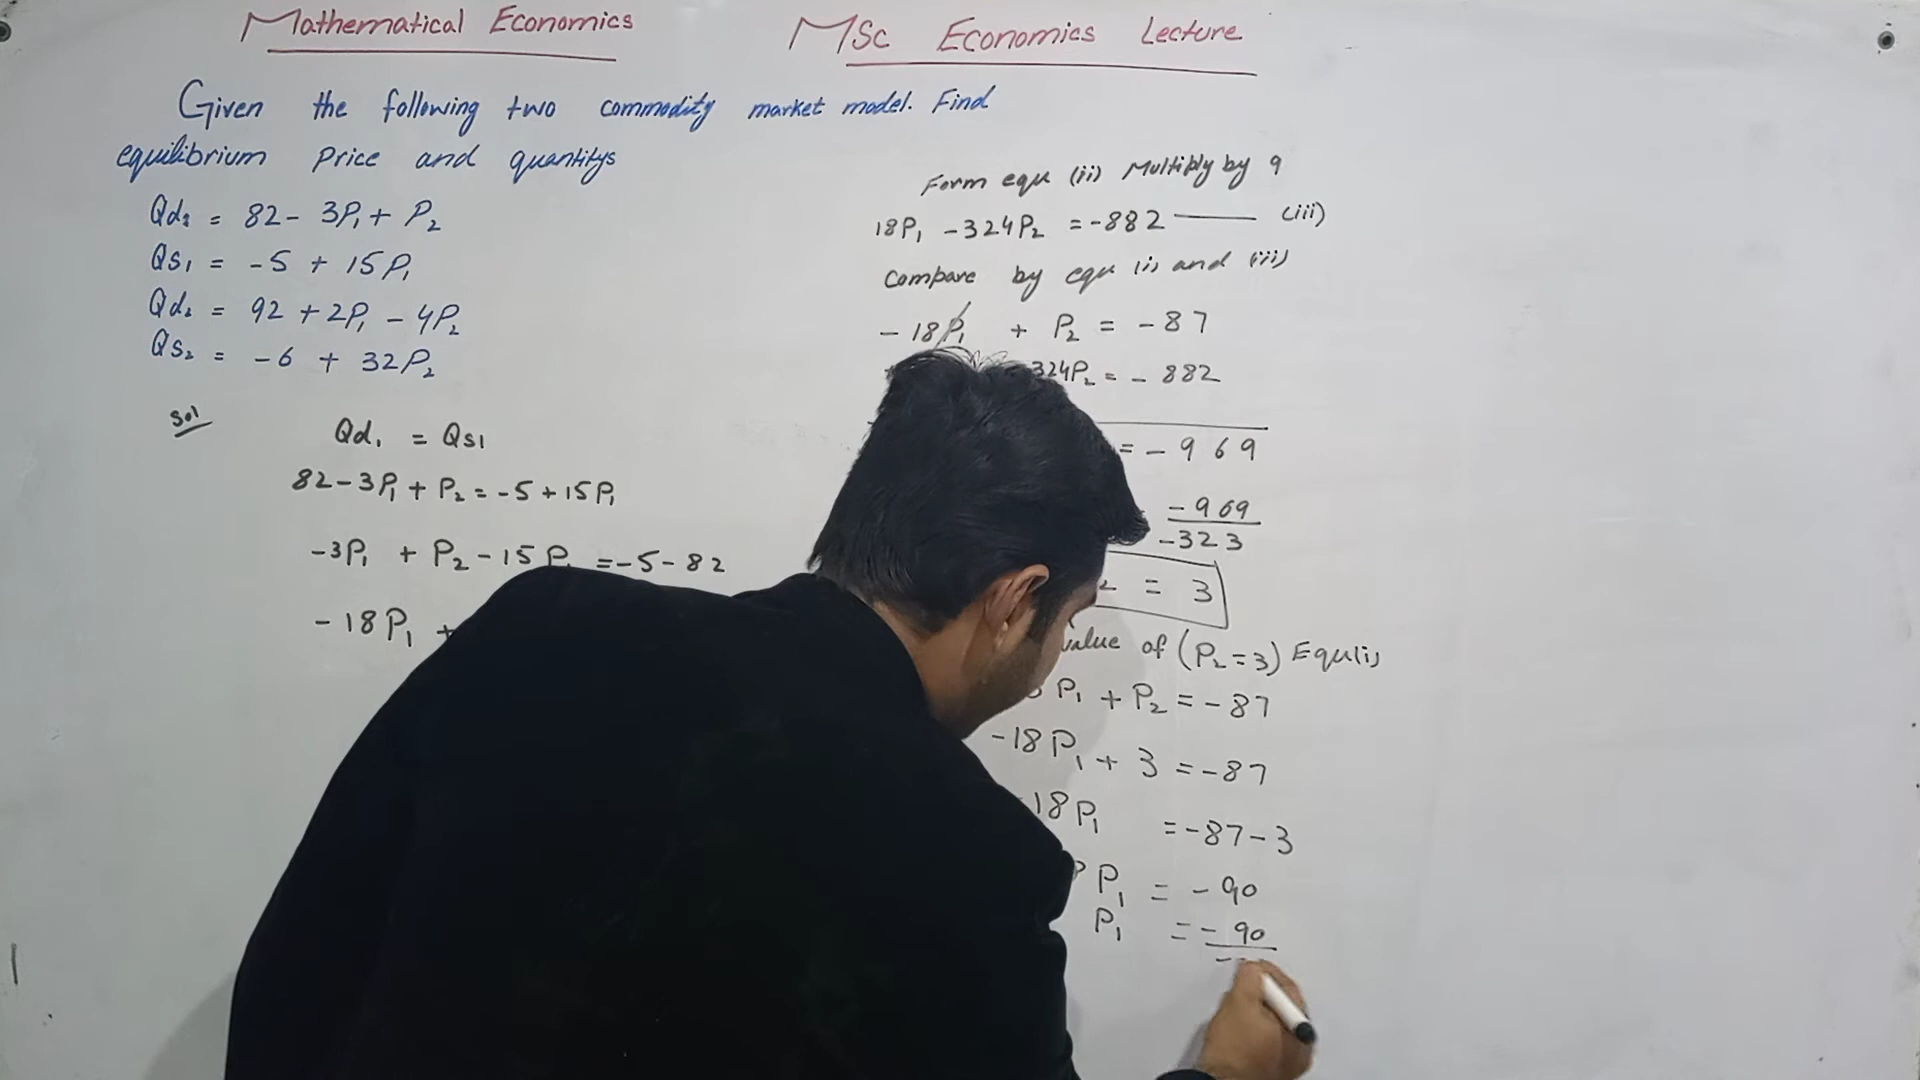 Mathematical Economics
MSc Economics Lecture
Given the following two commodity market model. Find
equilibrium Price and quantitys
Qd₁ = 82 - 3P₁ + P₂
Qs₁ = -5 + 15P₁
Qd₂ = 92 + 2P₁ - 4P₂
Qs₂ = -6 + 32P₂
Sol
Qd₁ = Qs1
82-3P₁ + P₂ = -5+15P₁
-3P₁ + P₂ -15P₁ = -5-82
-18P₁ +
Form equ (ii) Multiply by 9
18P₁ -324P₂ = -882 (iii)
Compare by equ (i) and (iii)
-18P₁ + P₂ = -87
324P₂ = -882
= -969
-969
-323
= 3
value of (P₂=3) Equ(i)
P₁ + P₂ = -87
-18P₁ + 3 = -87
-18P₁ = -87-3
P₁ = -90
P₁ = -90